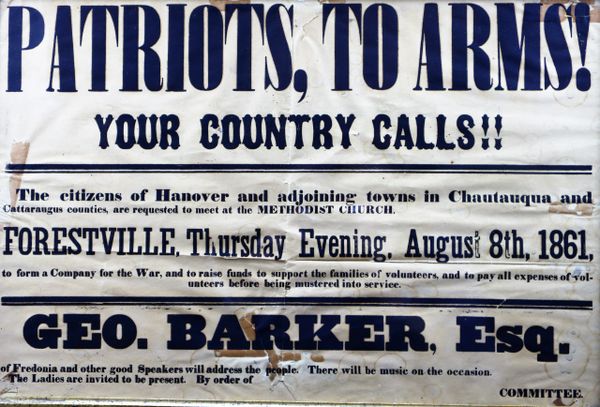 PATRIOTS, TO ARMS!
YOUR COUNTRY CALLS!!
The citizens of Hanover and adjoining towns in Chautauqua and
Cattaraugus counties, are requested to meet at the METHODIST CHURCH,
FORESTVILLE, Thursday Evening, August 8th, 1861,
to form a Company for the War, and to raise funds to support the families of volunteers, and to pay all expenses of vol-
unteers before being mustered into service.
GEO. BARKER, Esq.
of Fredonia and other good Speakers will address the people. There will be music on the occasion.
The Ladies are invited to be present. By order of
COMMITTEE.